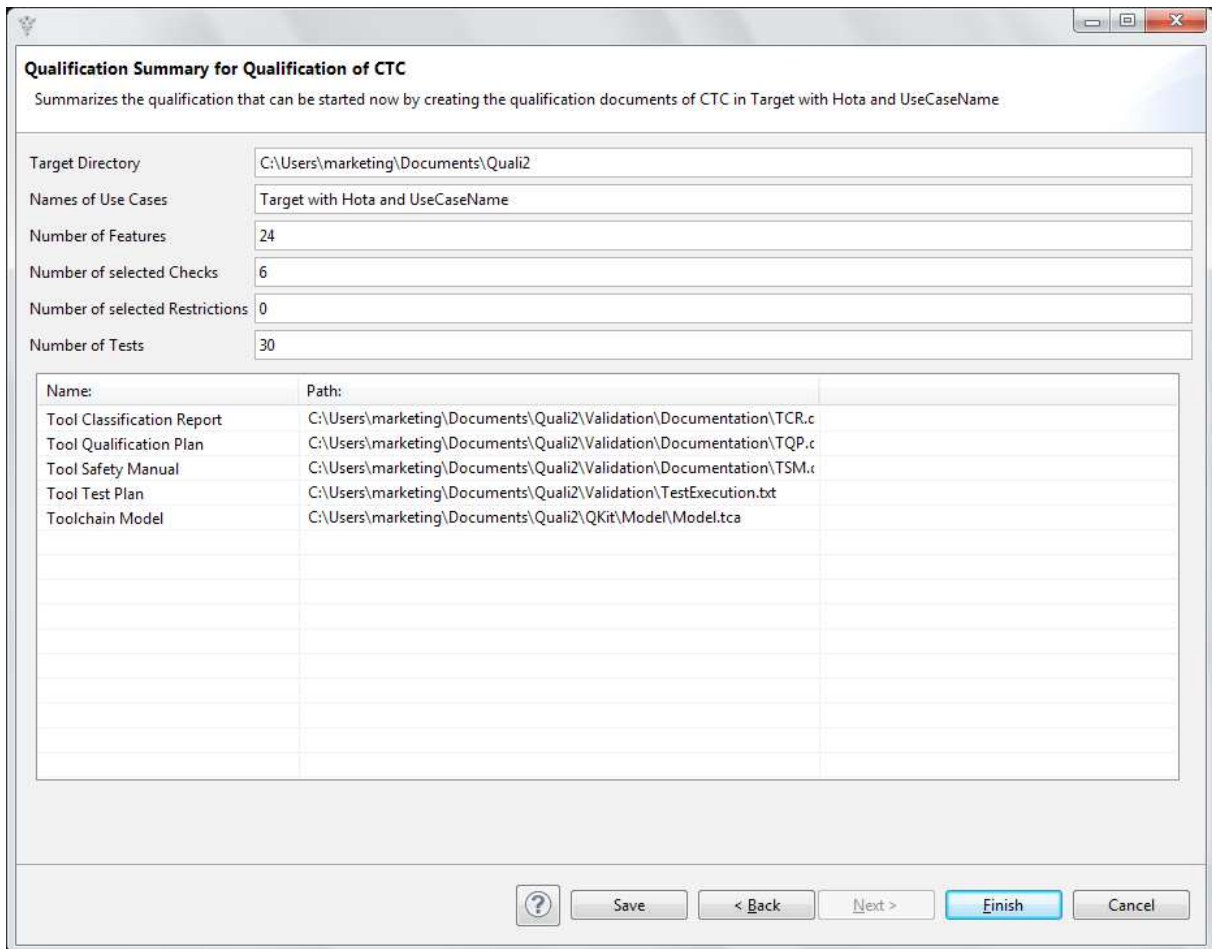 Qualification Summary for Qualification of CTC
Summarizes the qualification that can be started now by creating the qualification documents of CTC in Target with Hota and UseCaseName
Target Directory C:\Users\marketing\Documents\Quali2
Names of Use Cases Target with Hota and UseCaseName
Number of Features 24
Number of selected Checks 6
Number of selected Restrictions 0
Number of Tests 30
Name: Path:
Tool Classification Report C:\Users\marketing\Documents\Quali2\Validation\Documentation\TCR.c
Tool Qualification Plan C:\Users\marketing\Documents\Quali2\Validation\Documentation\TQP.c
Tool Safety Manual C:\Users\marketing\Documents\Quali2\Validation\Documentation\TSM.c
Tool Test Plan C:\Users\marketing\Documents\Quali2\Validation\TestExecution.txt
Toolchain Model C:\Users\marketing\Documents\Quali2\QKit\Model\Model.tca
? Save < Back Next > Finish Cancel